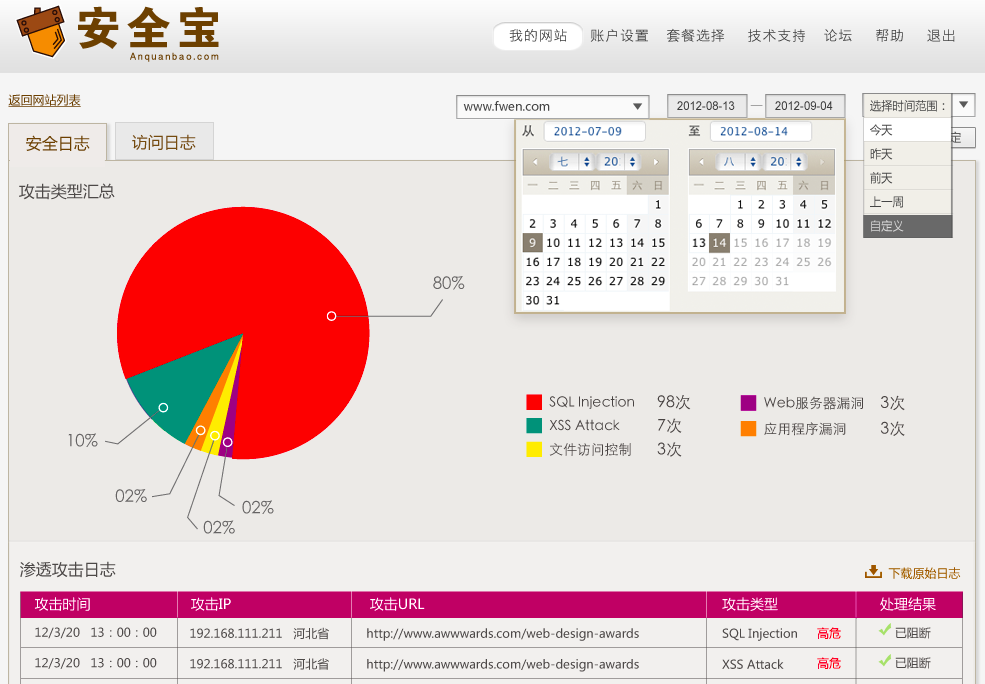 安全宝
Anquanbao.com
我的网站 账户设置 套餐选择 技术支持 论坛 帮助 退出
返回网站列表
www.fwen.com 2012-08-13 — 2012-09-04 选择时间范围：
安全日志 访问日志
从 2012-07-09 至 2012-08-14
今天
定
昨天
前天
上一周
自定义
七 20 八 20
一 二 三 四 五 六 日 一 二 三 四 五 六 日
1 1 2 3 4 5
2 3 4 5 6 7 8 6 7 8 9 10 11 12
9 10 11 12 13 14 15 13 14 15 16 17 18 19
16 17 18 19 20 21 22 20 21 22 23 24 25 26
23 24 25 26 27 28 29 27 28 29 30 31
30 31
攻击类型汇总
80%
10%
02%
02%
02%
SQL Injection 98次 Web服务器漏洞 3次
XSS Attack 7次 应用程序漏洞 3次
文件访问控制 3次
渗透攻击日志 下载原始日志
攻击时间 攻击IP 攻击URL 攻击类型 处理结果
12/3/20 13：00：00 192.168.111.211 河北省 http://www.awwwards.com/web-design-awards SQL Injection 高危 已阻断
12/3/20 13：00：00 192.168.111.211 河北省 http://www.awwwards.com/web-design-awards XSS Attack 高危 已阻断